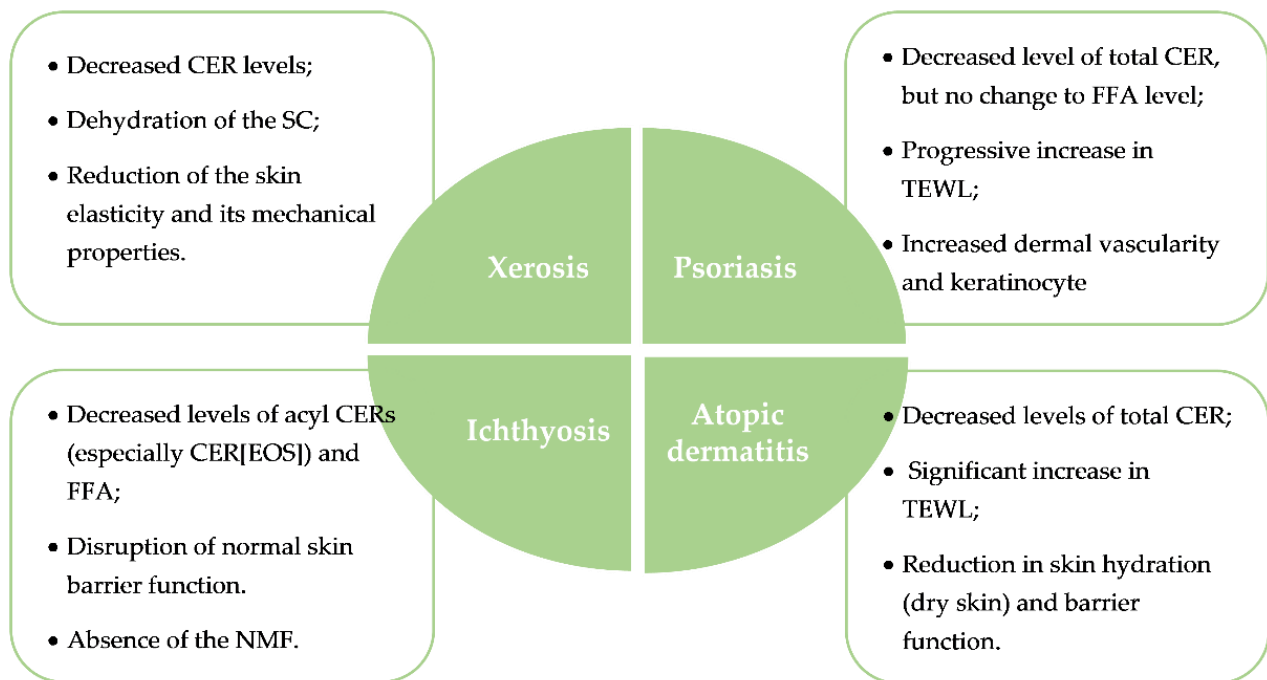 • Decreased CER levels;
• Dehydration of the SC;
• Reduction of the skin
elasticity and its mechanical
properties.
• Decreased level of total CER,
but no change to FFA level;
• Progressive increase in
TEWL;
• Increased dermal vascularity
and keratinocyte
Xerosis
Psoriasis
Ichthyosis
Atopic
dermatitis
• Decreased levels of acyl CERs
(especially CER[EOS]) and
FFA;
• Disruption of normal skin
barrier function.
• Absence of the NMF.
• Decreased levels of total CER;
• Significant increase in
TEWL;
• Reduction in skin hydration
(dry skin) and barrier
function.